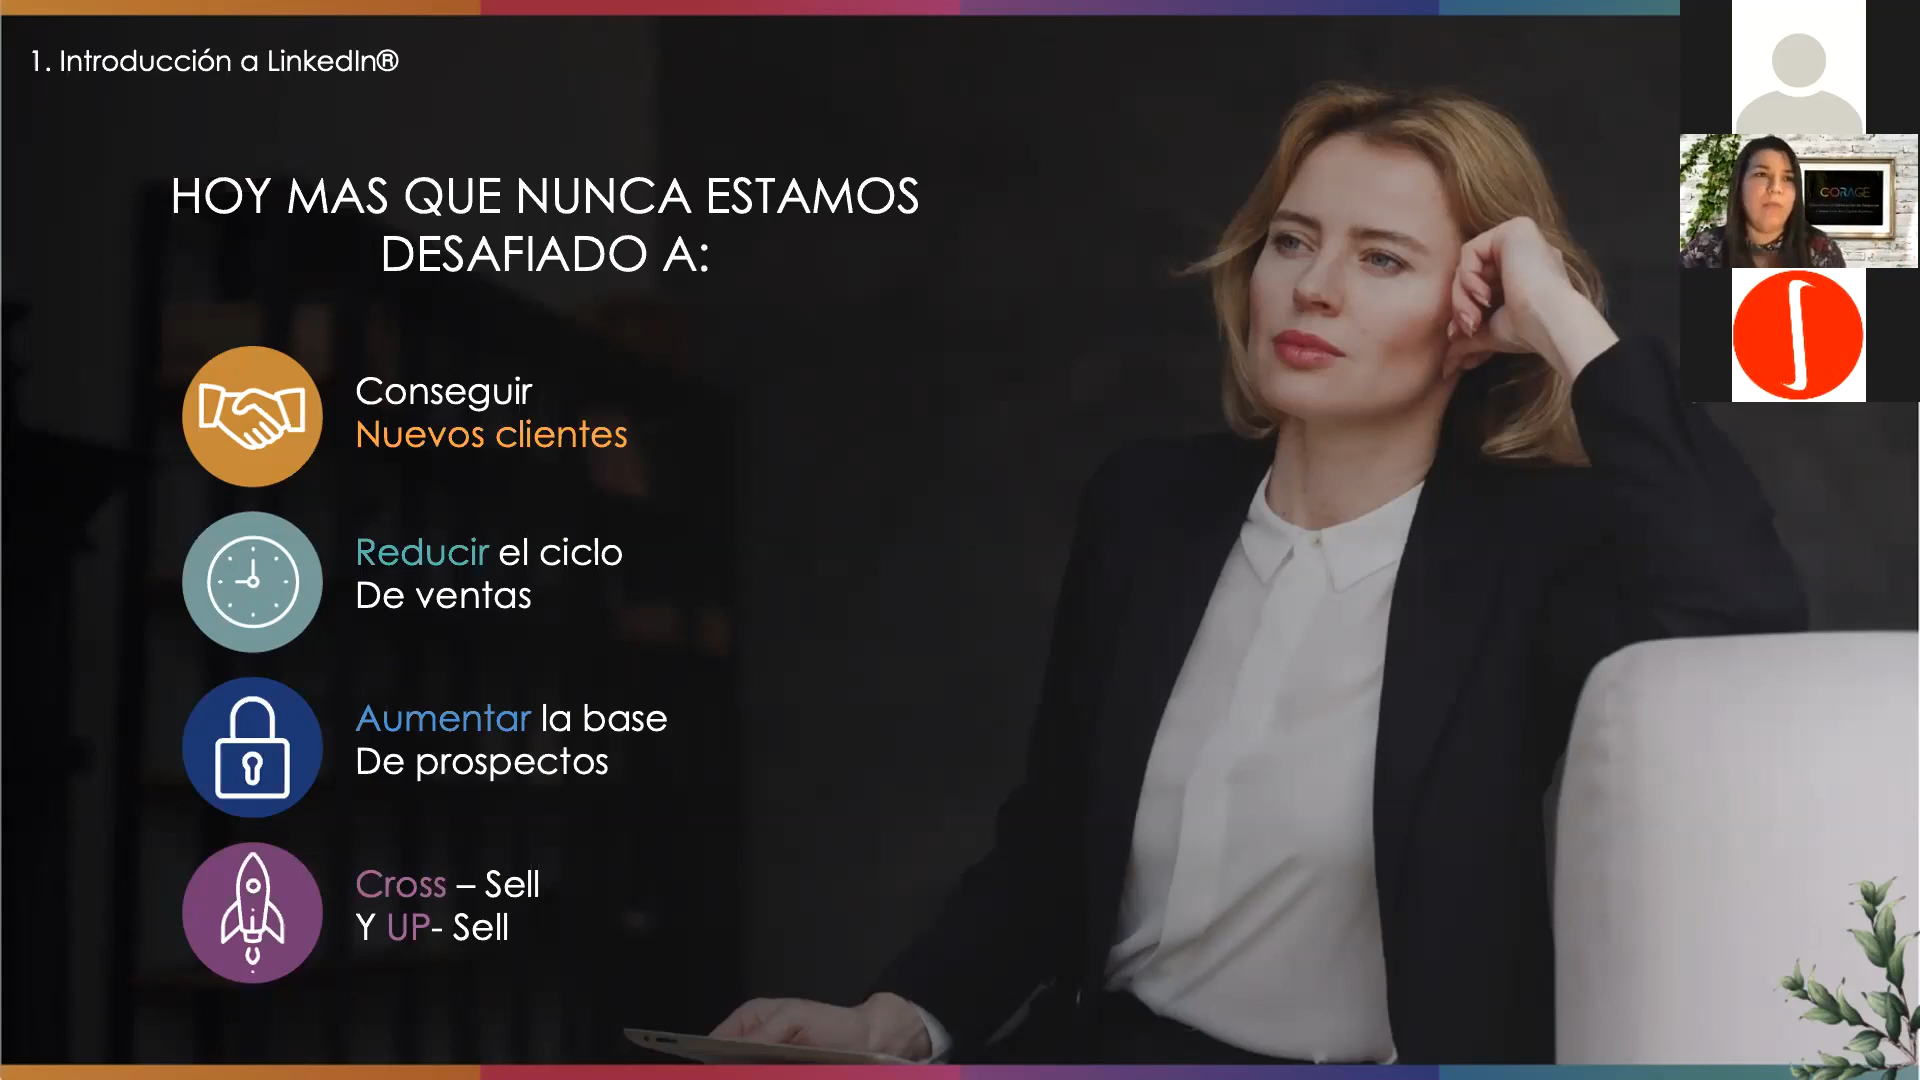 1. Introducción a LinkedIn®
HOY MAS QUE NUNCA ESTAMOS
DESAFIADO A:
Conseguir
Nuevos clientes
Reducir el ciclo
De ventas
Aumentar la base
De prospectos
Cross – Sell
Y UP- Sell
CORAGE